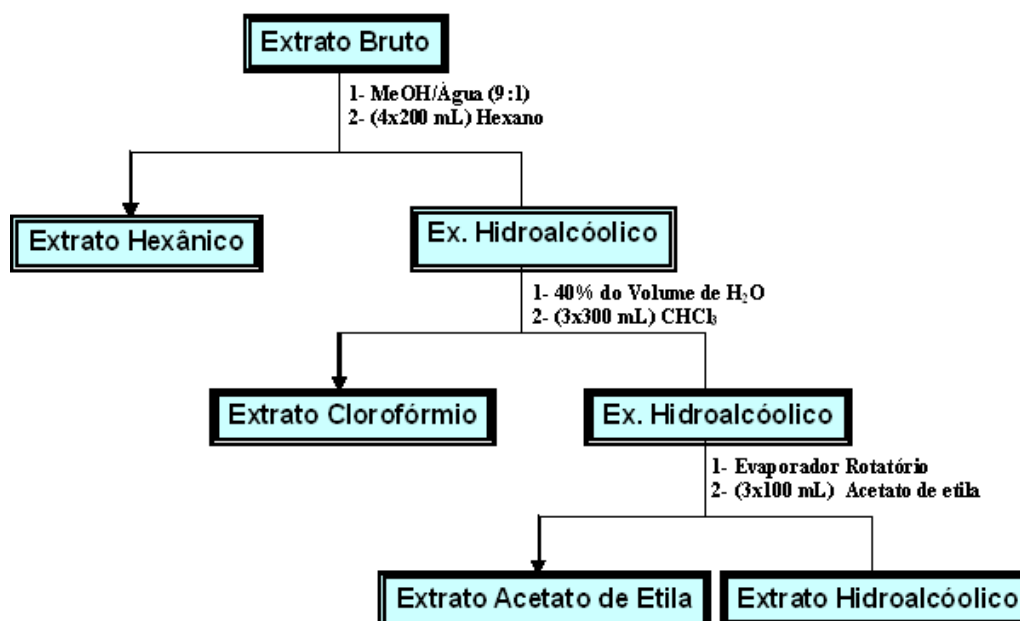 Extrato Bruto
1- MeOH/Água (9:1)
2- (4x200 mL) Hexano
Extrato Hexânico
Ex. Hidroalcóolico
1- 40% do Volume de H₂O
2- (3x300 mL) CHCl₃
Extrato Clorofórmio
Ex. Hidroalcóolico
1- Evaporador Rotatório
2- (3x100 mL) Acetato de etila
Extrato Acetato de Etila
Extrato Hidroalcóolico